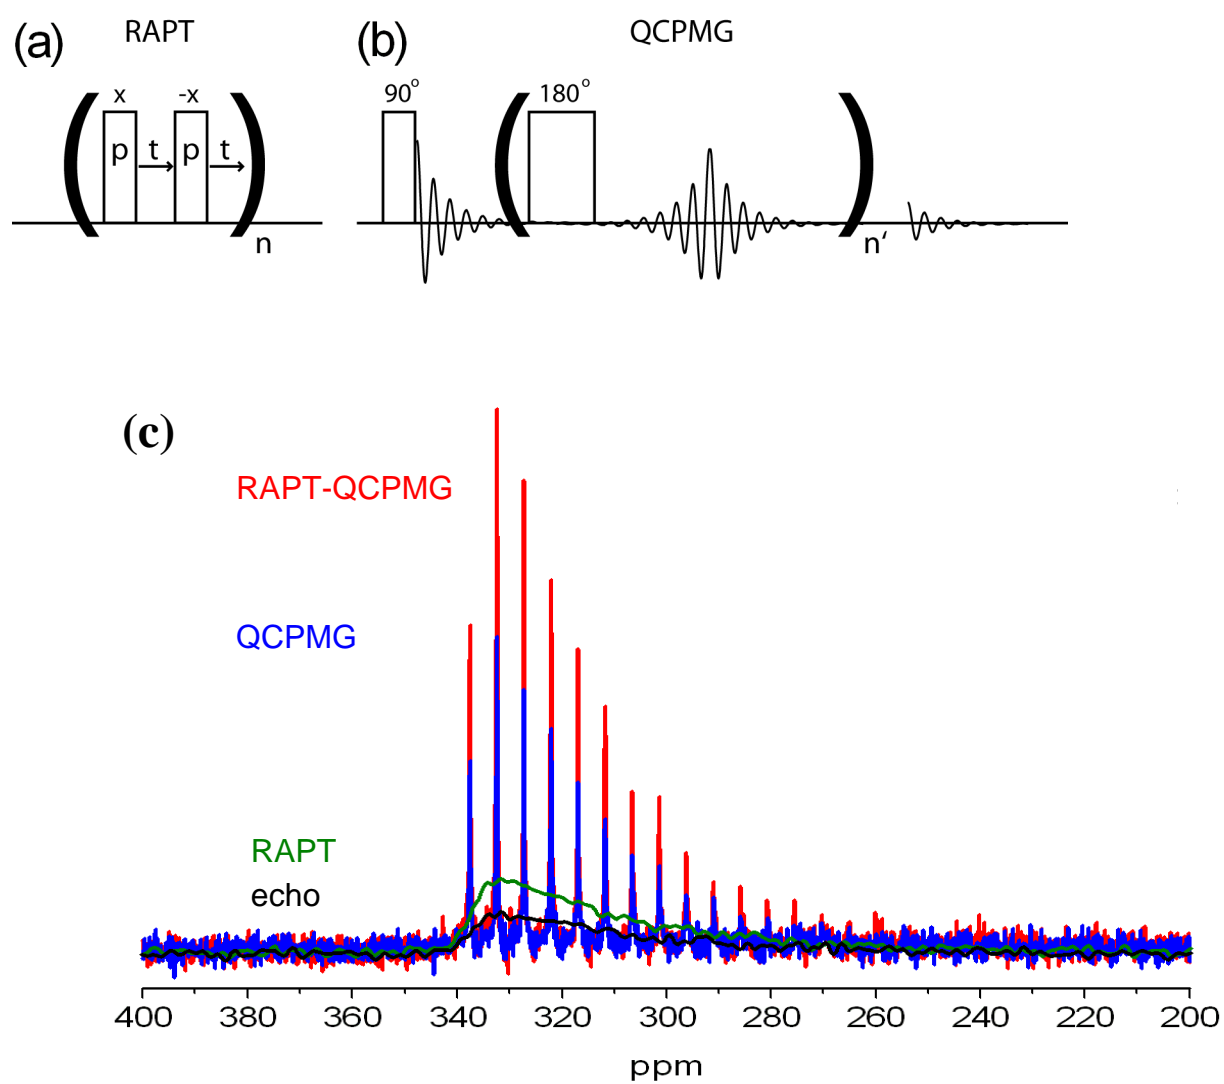 (a) RAPT
x -x
p t p t
n
(b) QCPMG
90° 180°
n'
(c)
RAPT-QCPMG
QCPMG
RAPT
echo
400 380 360 340 320 300 280 260 240 220 200
ppm